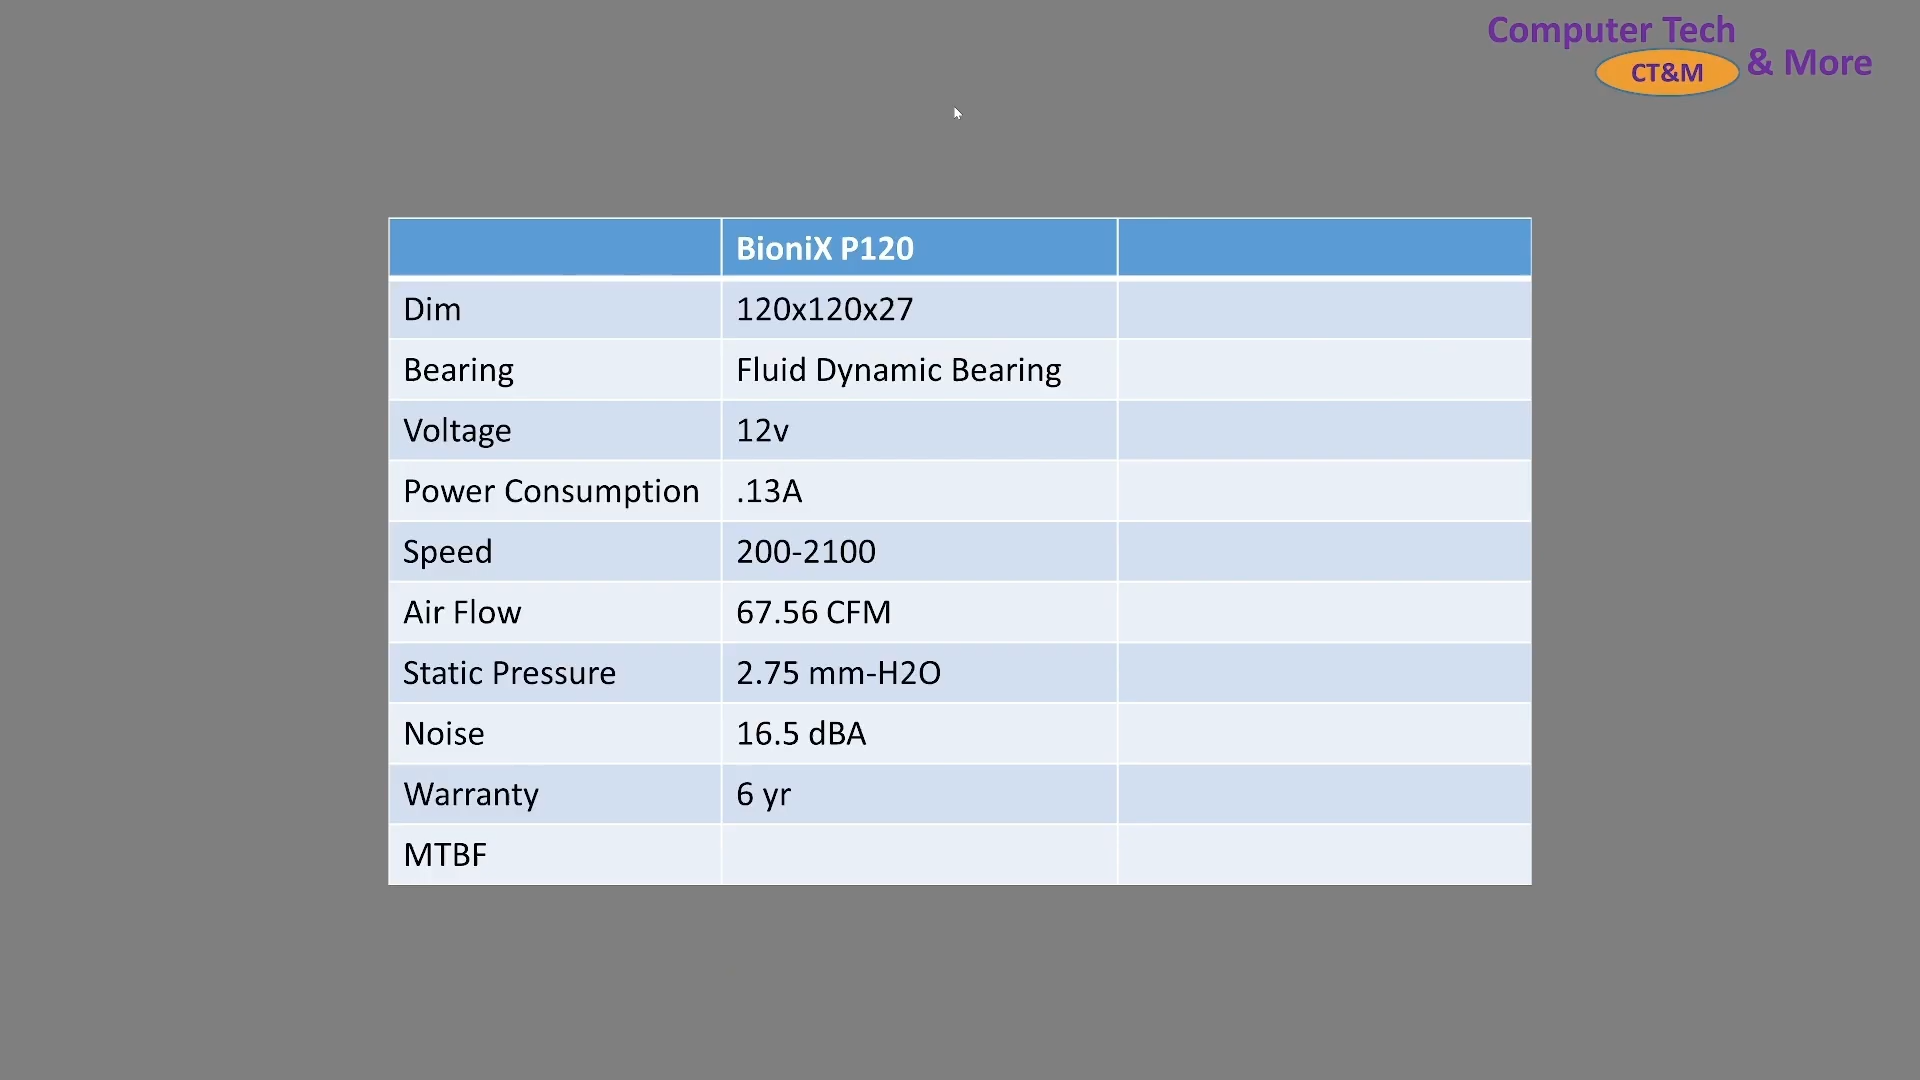 Computer Tech
CT&M
& More
BioniX P120
Dim 120x120x27
Bearing Fluid Dynamic Bearing
Voltage 12v
Power Consumption .13A
Speed 200-2100
Air Flow 67.56 CFM
Static Pressure 2.75 mm-H2O
Noise 16.5 dBA
Warranty 6 yr
MTBF